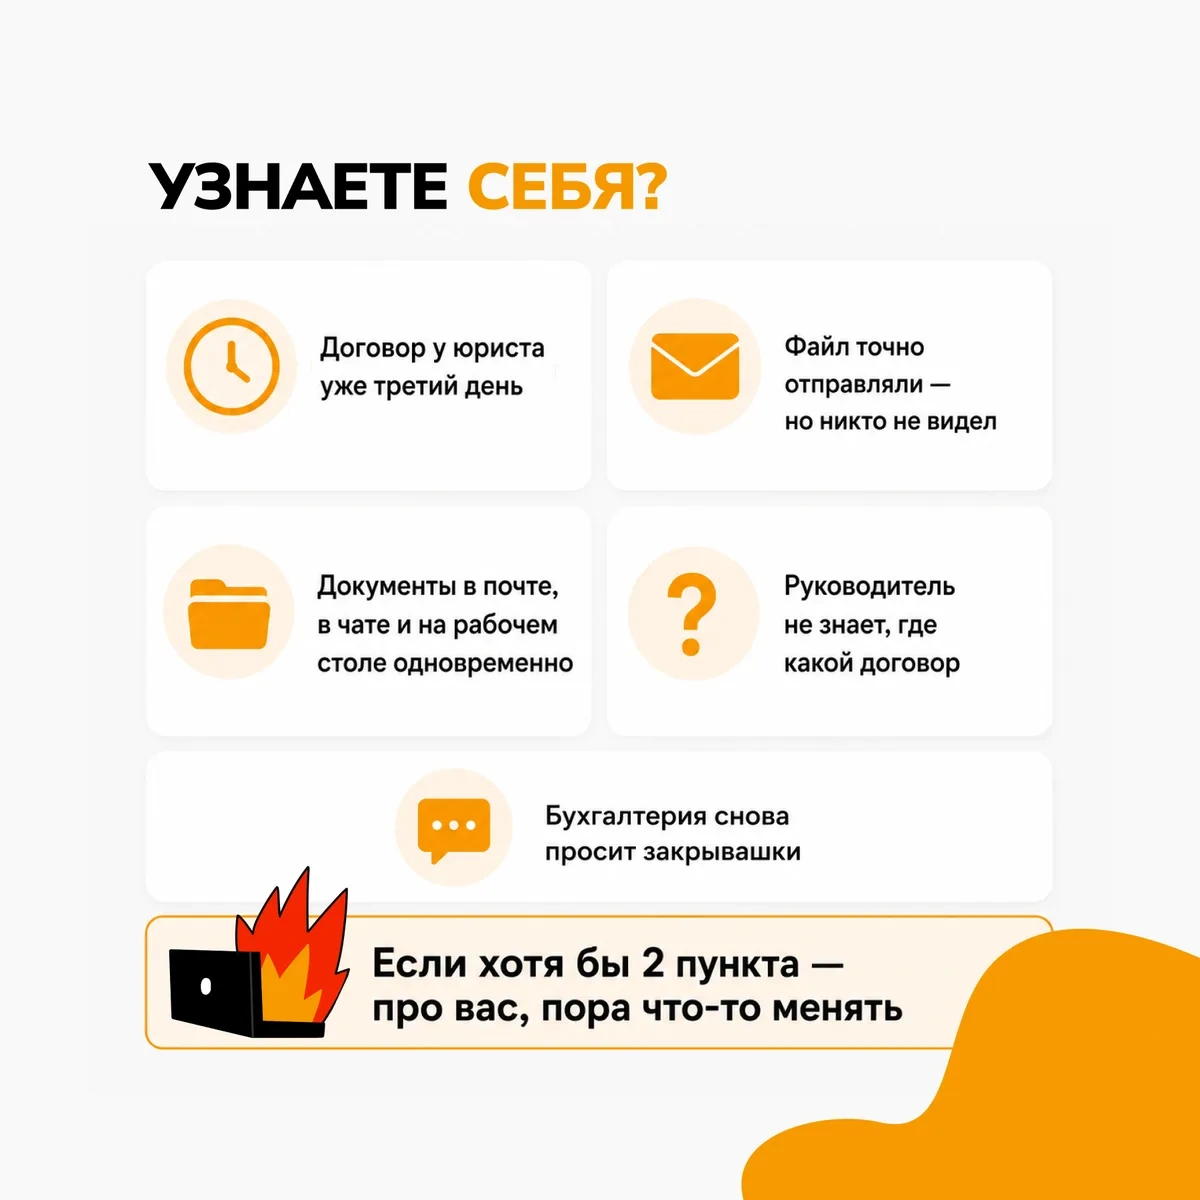 УЗНАЕТЕ СЕБЯ?
Договор у юриста
уже третий день
Файл точно
отправляли —
но никто не видел
Документы в почте,
в чате и на рабочем
столе одновременно
Руководитель
не знает, где
какой договор
Бухгалтерия снова
просит закрывашки
Если хотя бы 2 пункта —
про вас, пора что-то менять